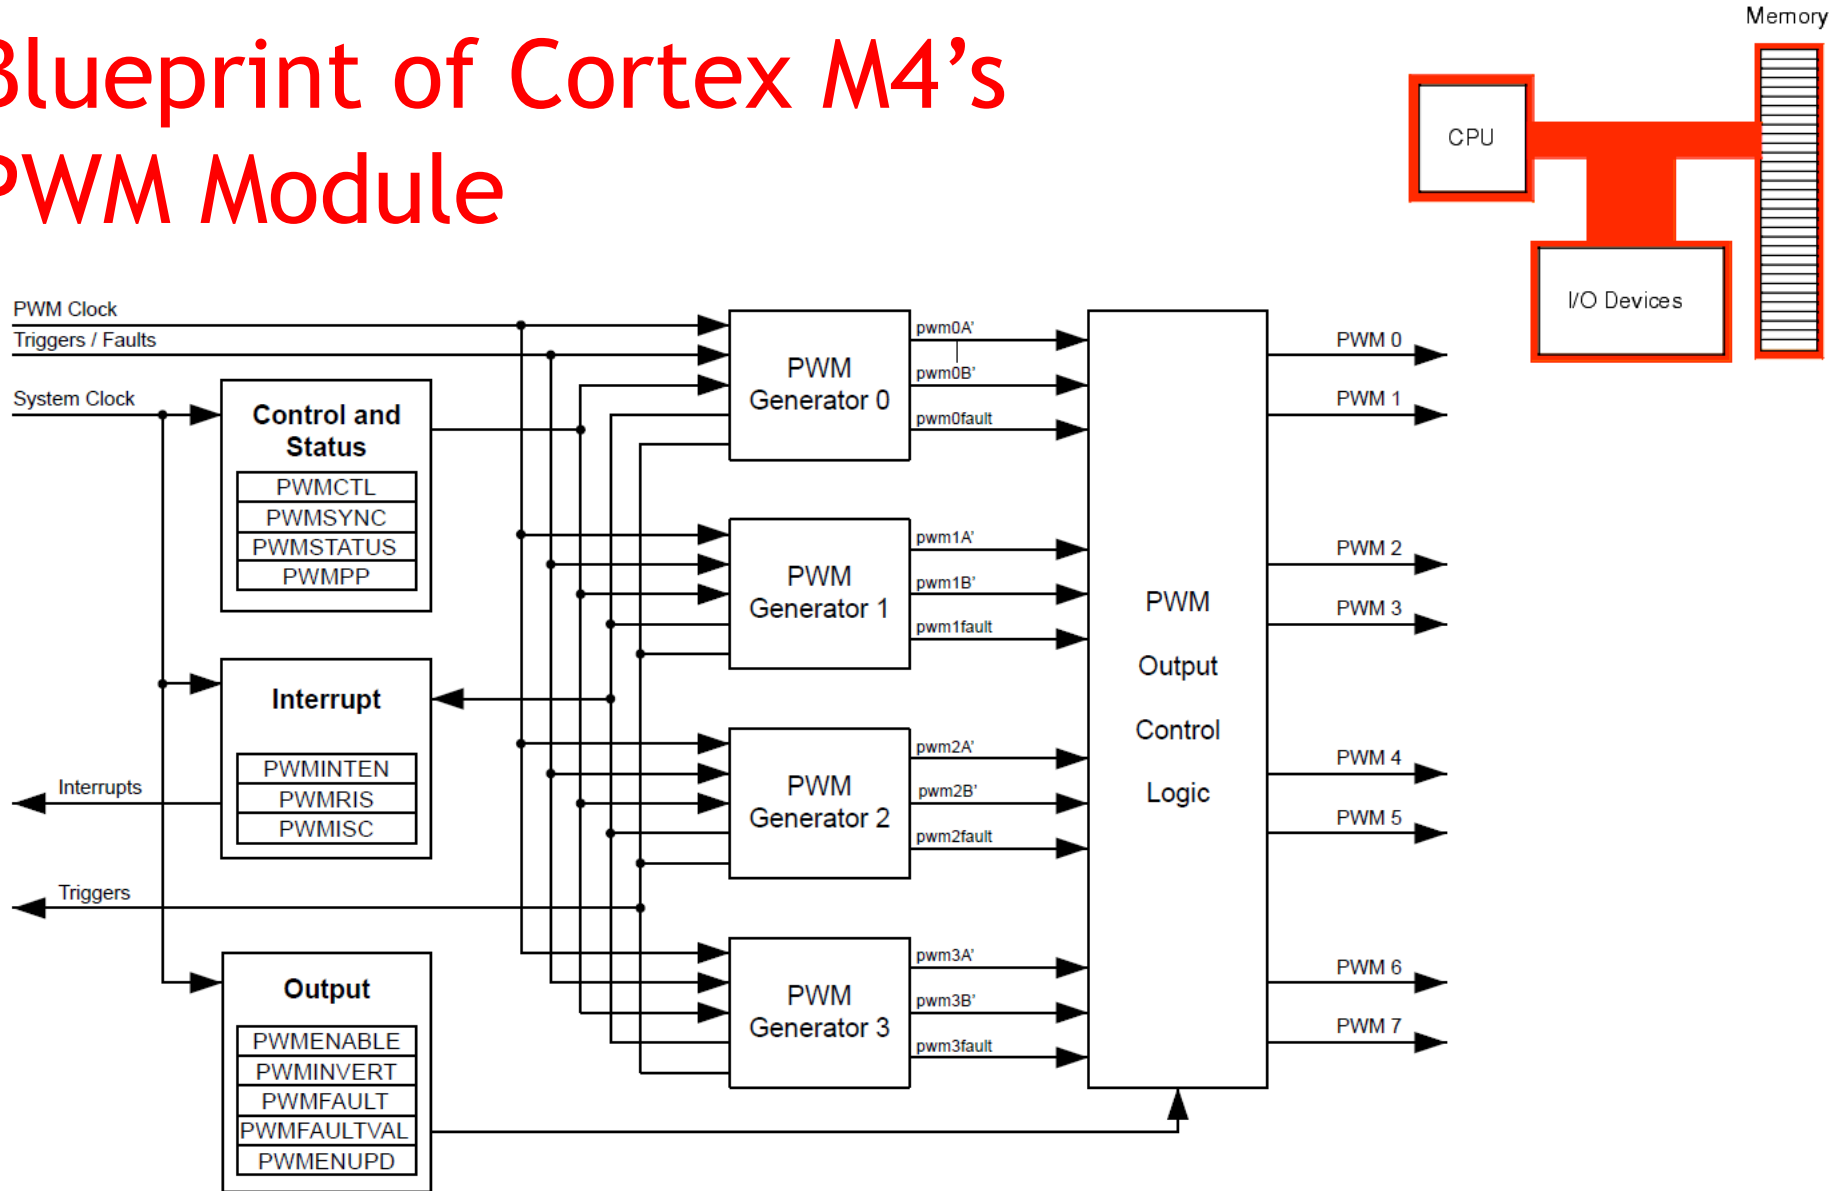 Blueprint of Cortex M4’s
PWM Module
Memory
CPU
I/O Devices
PWM Clock
Triggers / Faults
System Clock
Control and
Status
PWMCTL
PWMSYNC
PWMSTATUS
PWMPP
Interrupt
PWMINTEN
PWMRIS
PWMISC
Interrupts
Triggers
Output
PWMENABLE
PWMINVERT
PWMFAULT
PWMFAULTVAL
PWMENUPD
PWM
Generator 0
pwm0A’
pwm0B’
pwm0fault
PWM
Generator 1
pwm1A’
pwm1B’
pwm1fault
PWM
Generator 2
pwm2A’
pwm2B’
pwm2fault
PWM
Generator 3
pwm3A’
pwm3B’
pwm3fault
PWM
Output
Control
Logic
PWM 0
PWM 1
PWM 2
PWM 3
PWM 4
PWM 5
PWM 6
PWM 7